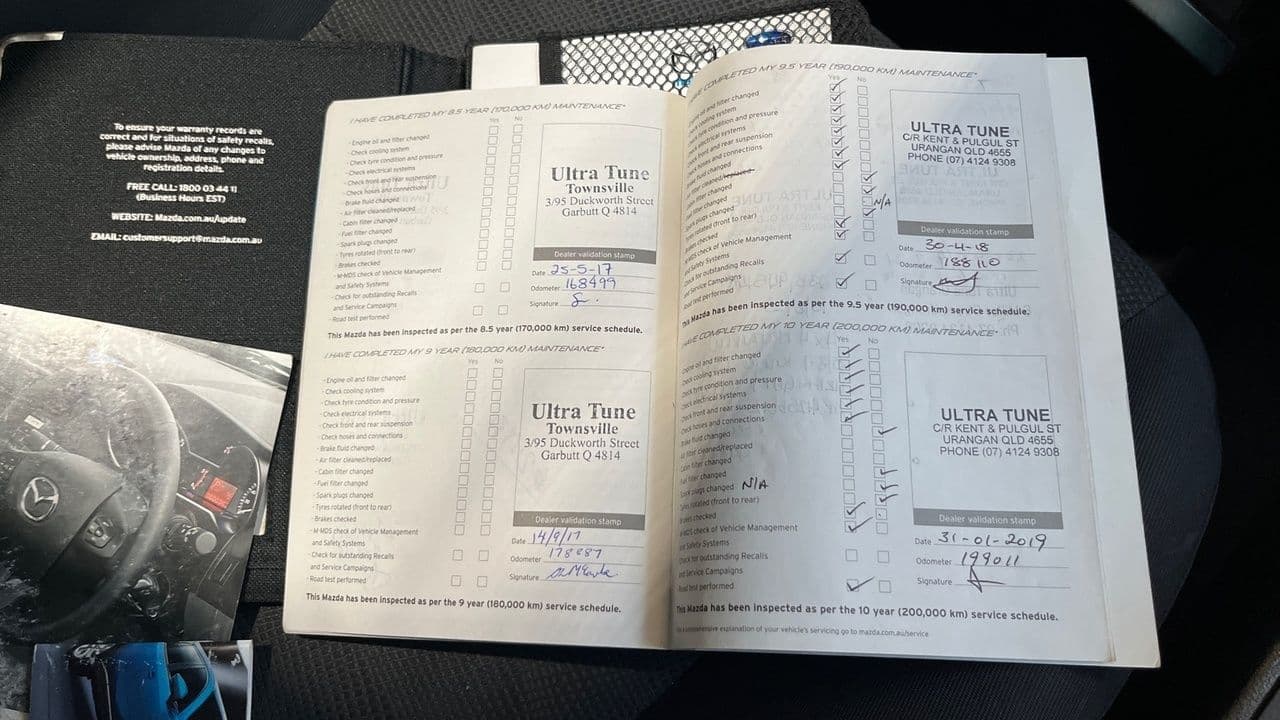 To ensure your warranty records are
correct and for situations of safety recalls,
please advise Mazda of any changes to
vehicle ownership, address, phone and
registration details.
FREE CALL: 1800 03 44 11
(Business Hours EST)
WEBSITE: Mazda.com.au/update
EMAIL: customersupport@mazda.com.au
I HAVE COMPLETED MY 8.5 YEAR (170,000 KM) MAINTENANCE*
Yes No
- Engine oil and filter changed
- Check cooling system
- Check tyre condition and pressure
- Check electrical systems
- Check front and rear suspension
- Check hoses and connections
- Brake fluid changed
- Air filter cleaned/replaced
- Cabin filter changed
- Fuel filter changed
- Spark plugs changed
- Tyres rotated (front to rear)
- Brakes checked
- M-MDS check of Vehicle Management
and Safety Systems
- Check for outstanding Recalls
and Service Campaigns
- Road test performed
Ultra Tune
Townsville
3/95 Duckworth Street
Garbutt Q 4814
Dealer validation stamp
Date 25-5-17
Odometer 168499
Signature
This Mazda has been inspected as per the 8.5 year (170,000 km) service schedule.
I HAVE COMPLETED MY 9 YEAR (180,000 KM) MAINTENANCE*
Yes No
- Engine oil and filter changed
- Check cooling system
- Check tyre condition and pressure
- Check electrical systems
- Check front and rear suspension
- Check hoses and connections
- Brake fluid changed
- Air filter cleaned/replaced
- Cabin filter changed
- Fuel filter changed
- Spark plugs changed
- Tyres rotated (front to rear)
- Brakes checked
- M-MDS check of Vehicle Management
and Safety Systems
- Check for outstanding Recalls
and Service Campaigns
- Road test performed
Ultra Tune
Townsville
3/95 Duckworth Street
Garbutt Q 4814
Dealer validation stamp
Date 14/9/17
Odometer 178887
Signature
This Mazda has been inspected as per the 9 year (180,000 km) service schedule.
HAVE COMPLETED MY 9.5 YEAR (190,000 KM) MAINTENANCE*
Yes No
Engine oil and filter changed
Check cooling system
Check tyre condition and pressure
Check electrical systems
Check front and rear suspension
Check hoses and connections
fluid changed
filter cleaned/replaced
filter changed
filter changed
plugs changed N/A
rotated (front to rear)
checked
check of Vehicle Management
and Safety Systems
Check for outstanding Recalls
and Service Campaigns
Road test performed
ULTRA TUNE
C/R KENT & PULGUL ST
URANGAN QLD 4655
PHONE (07) 4124 9308
Dealer validation stamp
Date 30-4-18
Odometer 188110
Signature
This Mazda has been inspected as per the 9.5 year (190,000 km) service schedule.
HAVE COMPLETED MY 10 YEAR (200,000 KM) MAINTENANCE*
Yes No
Engine oil and filter changed
Check cooling system
Check tyre condition and pressure
Check electrical systems
Check front and rear suspension
Check hoses and connections
Brake fluid changed
Air filter cleaned/replaced
Cabin filter changed
Fuel filter changed
Spark plugs changed N/A
Tyres rotated (front to rear)
Brakes checked
M-MDS check of Vehicle Management
and Safety Systems
Check for outstanding Recalls
and Service Campaigns
Road test performed
ULTRA TUNE
C/R KENT & PULGUL ST
URANGAN QLD 4655
PHONE (07) 4124 9308
Dealer validation stamp
Date 31-01-2019
Odometer 199011
Signature
This Mazda has been inspected as per the 10 year (200,000 km) service schedule.
explanation of your vehicle's servicing go to mazda.com.au/service